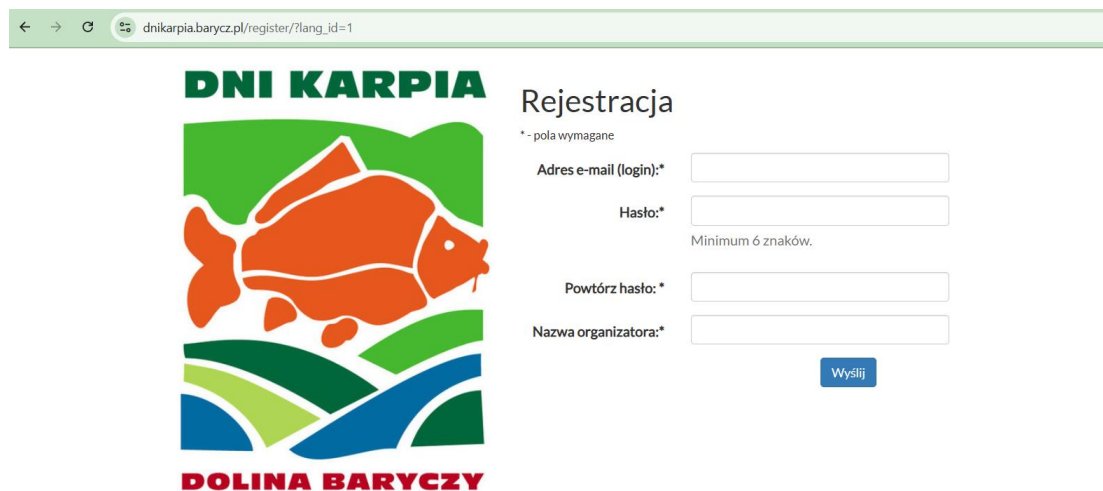 dnikarpia.barycz.pl/register/?lang_id=1
DNI KARPIA
DOLINA BARYCZY
Rejestracja
* - pola wymagane
Adres e-mail (login):*
Hasło:*
Minimum 6 znaków.
Powtórz hasło: *
Nazwa organizatora:*
Wyślij